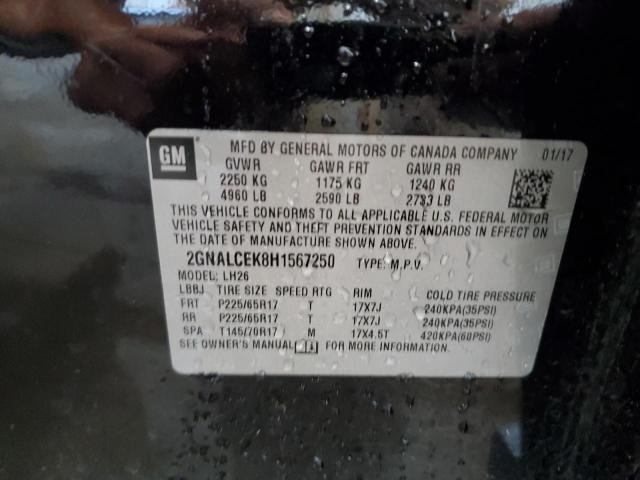 GM
MFD BY GENERAL MOTORS OF CANADA COMPANY 01/17
GVWR GAWR FRT GAWR RR
2250 KG 1175 KG 1240 KG
4960 LB 2590 LB 2733 LB
THIS VEHICLE CONFORMS TO ALL APPLICABLE U.S. FEDERAL MOTOR
VEHICLE SAFETY AND THEFT PREVENTION STANDARDS IN EFFECT ON
THE DATE OF MANUFACTURE SHOWN ABOVE.
2GNALCEK8H1567250 TYPE: M.P.V.
MODEL: LH26
LBBJ TIRE SIZE SPEED RTG RIM COLD TIRE PRESSURE
FRT P225/65R17 T 17X7J 240KPA(35PSI)
RR P225/65R17 T 17X7J 240KPA(35PSI)
SPA T145/70R17 M 17X4.5T 420KPA(60PSI)
SEE OWNER'S MANUAL FOR MORE INFORMATION.